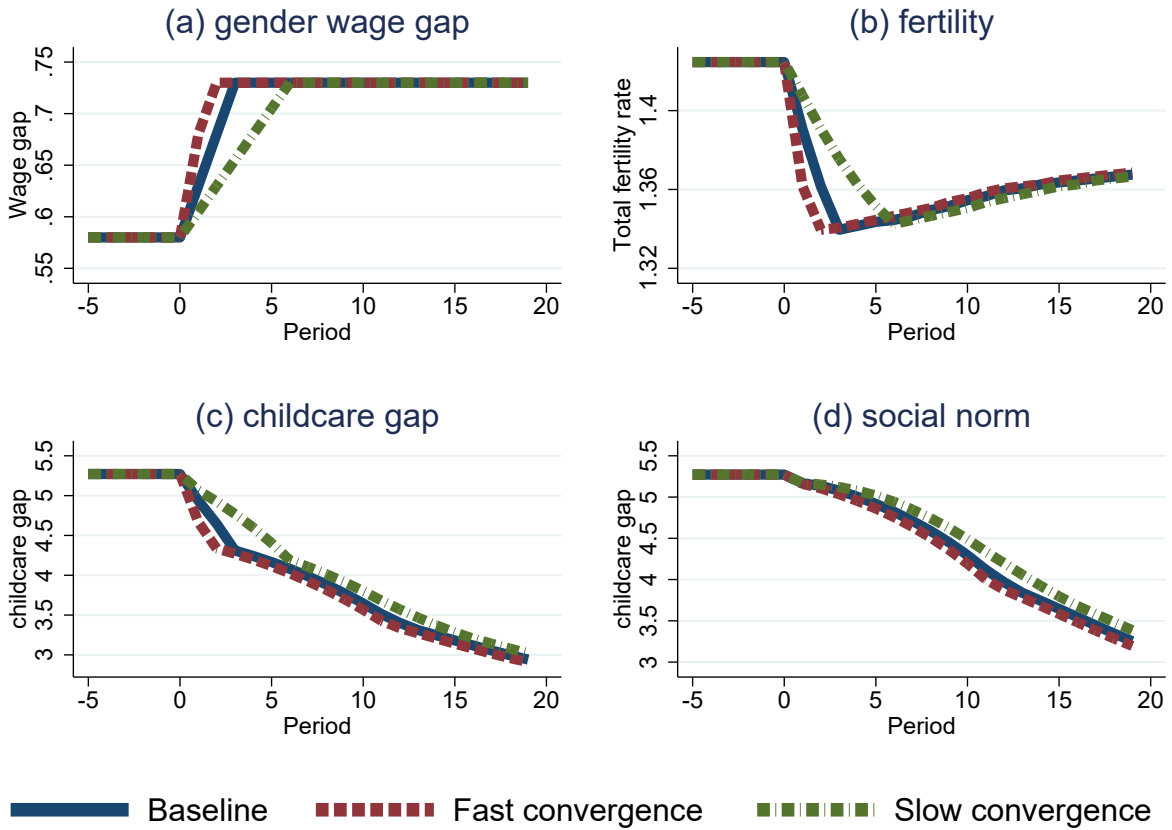 (a) gender wage gap
Wage gap
.75
.7
.65
.6
.55
-5 0 5 10 15 20
Period
(b) fertility
Total fertility rate
1.4
1.36
1.32
-5 0 5 10 15 20
Period
(c) childcare gap
childcare gap
5.5
5
4.5
4
3.5
3
-5 0 5 10 15 20
Period
(d) social norm
childcare gap
5.5
5
4.5
4
3.5
3
-5 0 5 10 15 20
Period
Baseline Fast convergence Slow convergence